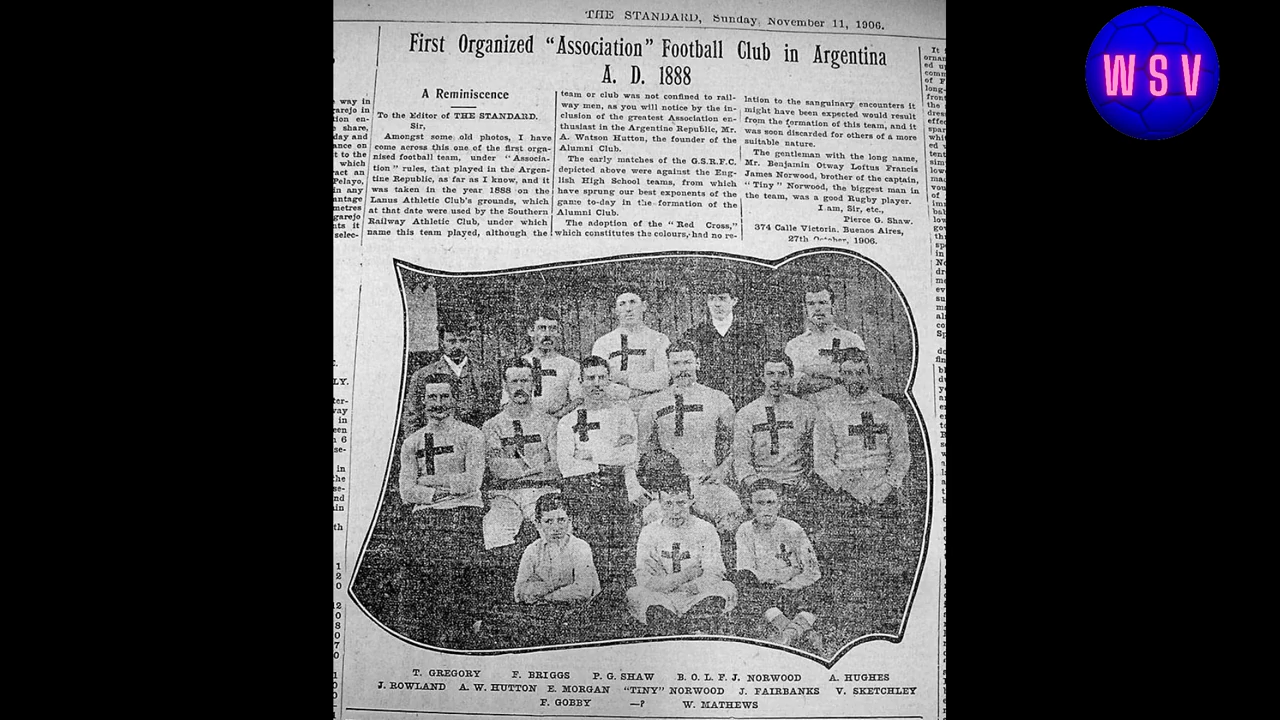 THE STANDARD, Sunday, November 11, 1906.
First Organized "Association" Football Club in Argentina
A. D. 1888
A Reminiscence
To the Editor of THE STANDARD.
Sir,
Amongst some old photos, I have
come across this one of the first orga-
nised football team, under "Associa-
tion" rules, that played in the Argen-
tine Republic, as far as I know, and it
was taken in the year 1888 on the
Lanus Athletic Club's grounds, which
at that date were used by the Southern
Railway Athletic Club, under which
name this team played, although the
team or club was not confined to rail-
way men, as you will notice by the in-
clusion of the greatest Association en-
thusiast in the Argentine Republic, Mr.
A. Watson Hutton, the founder of the
Alumni Club.
The early matches of the G.S.R.F.C.
depicted above were against the Eng-
lish High School teams, from which
have sprung our best exponents of the
game to-day in the formation of the
Alumni Club.
The adoption of the "Red Cross,"
which constitutes the colours, had no re-
lation to the sanguinary encounters it
might have been expected would result
from the formation of this team, and it
was soon discarded for others of a more
suitable nature.
The gentleman with the long name,
Mr. Benjamin Otway Loftus Francis
James Norwood, brother of the captain,
"Tiny" Norwood, the biggest man in
the team, was a good Rugby player.
I am, Sir, etc.,
Pierce G. Shaw.
374 Calle Victoria. Buenos Aires,
27th October, 1906.
T. GREGORY F. BRIGGS P. G. SHAW B. O. L. F. J. NORWOOD A. HUGHES
J. ROWLAND A. W. HUTTON E. MORGAN "TINY" NORWOOD J. FAIRBANKS V. SKETCHLEY
F. GOBBY —? W. MATHEWS
WSV